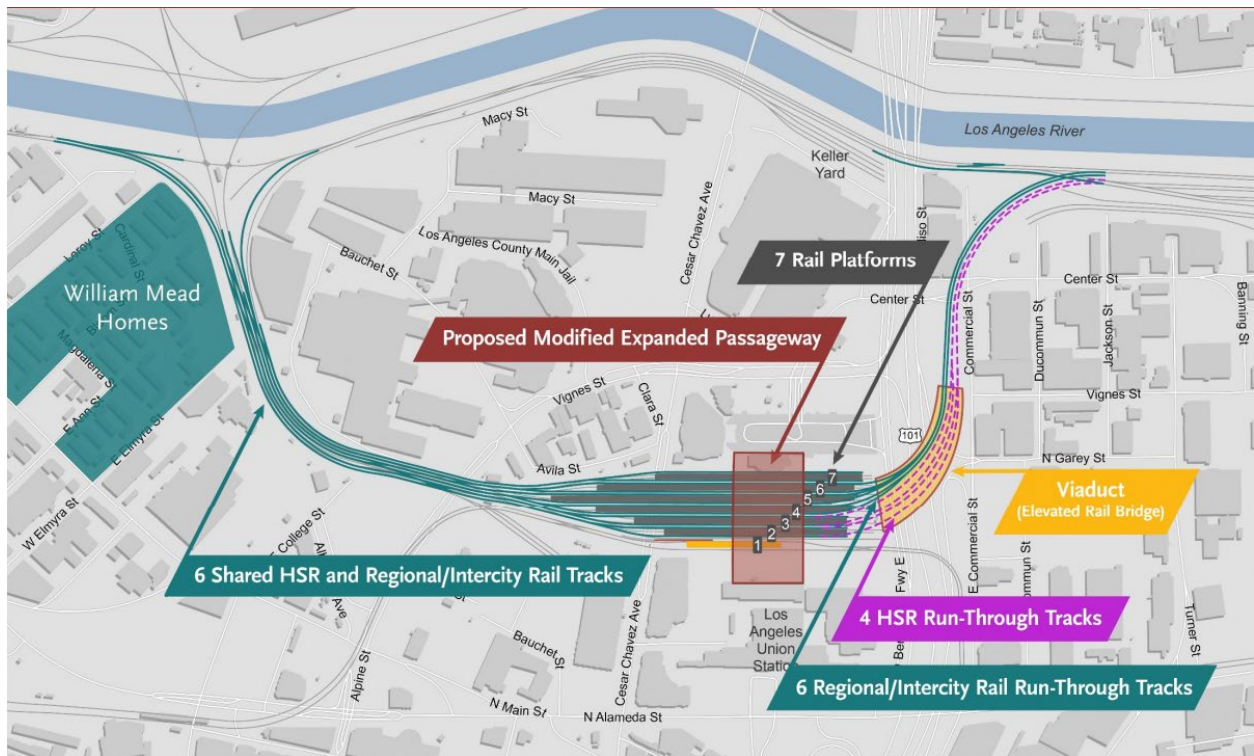 Los Angeles River
Macy St
Keller
Yard
Macy St
Leroy St
Cardinal St
Los Angeles County Main Jail
Bauchet St
Cesar Chavez Ave
7 Rail Platforms
Center St
Center St
William Mead
Homes
Commercial St
Ducommun St
Jackson St
Banning St
Proposed Modified Expanded Passageway
Magdalena St
E Ann St
E Elmyra St
Vignes St
Clara St
Vignes St
101
Avila St
N Garey St
7
6
5
4
3
2
1
Viaduct
(Elevated Rail Bridge)
W Elmyra St
E College St
6 Shared HSR and Regional/Intercity Rail Tracks
Fwy E
E Commercial St
4 HSR Run-Through Tracks
Los
Angeles
Union
Station
Turner St
Bauchet St
Cesar Chavez Ave
Alpine St
6 Regional/Intercity Rail Run-Through Tracks
N Main St
N Alameda St